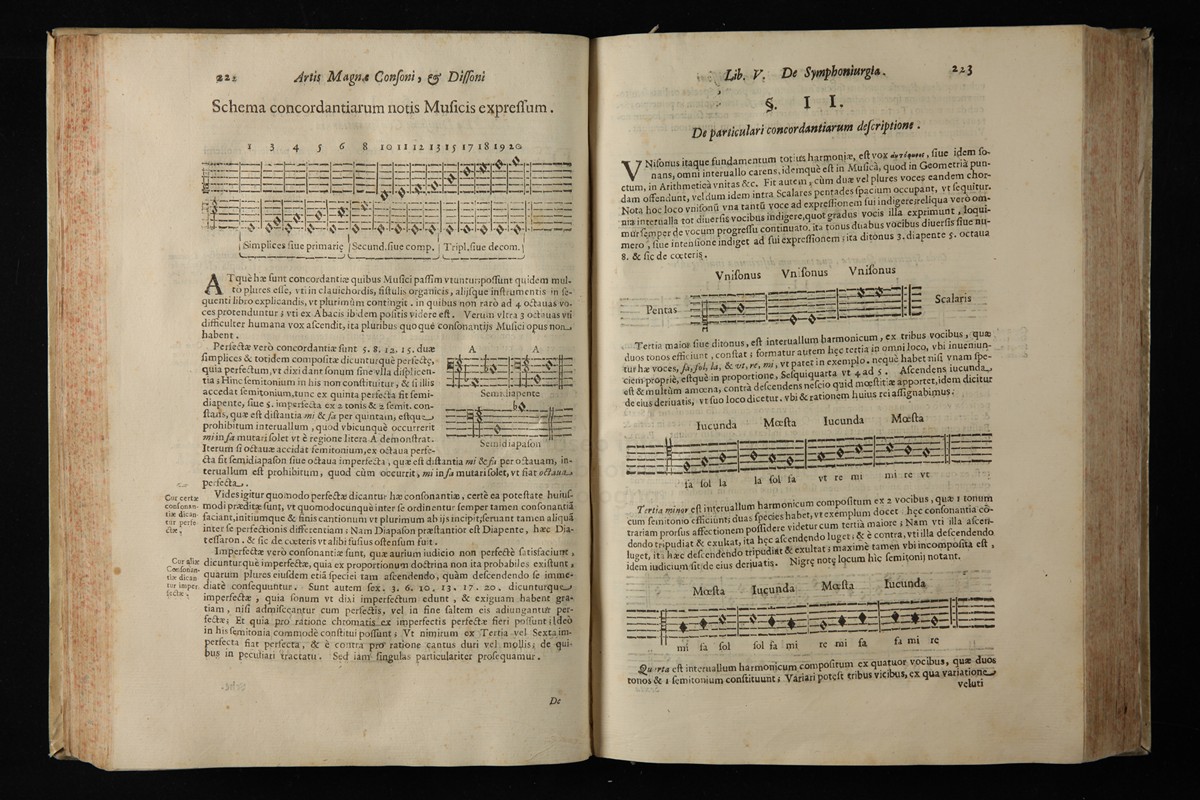 222 Artis Magnæ Conſoni, & Diſſoni
Schema concordantiarum notis Muſicis expreſſum.
1 3 4 5 6 8 10 11 12 13 15 17 18 19 20
Simplices ſiue primarię Secund. ſiue comp. Tripl. ſiue decom.
ATquè hæ ſunt concordantiæ quibus Muſici paſſim vtuntur: poſſunt quidem mul-
tò plures eſſe, vti in clauichordis, fiſtulis organicis, alijſque inſtrumentis in ſe-
quenti libro explicandis, vt plurimùm contingit. in quibus non rarò ad 4 octauas vo-
ces protenduntur; vti ex Abacis ibidem poſitis videre eſt. Verum vltra 3 octauas vti
difficulter humana vox aſcendit, ita pluribus quoquè conſonantijs Muſici opus non
habent.
Perfectæ verò concordantiæ ſunt 5. 8. 12. 15. duæ
ſimplices & totidem compoſitæ dicunturquè perfectę,
quia perfectum, vt dixi dant ſonum ſine vlla diſplicen-
tia; Hinc ſemitonium in his non conſtituitur, & ſi illis
accedat ſemitonium, tunc ex quinta perfecta fit ſemi-
diapente, ſiue 5. imperfecta ex 2 tonis & 2 ſemit. con-
ſtans, quæ eſt diſtantia mi & fa per quintam, eſtque
prohibitum interuallum, quod vbicunquè occurrerit
mi in fa mutari ſolet vt è regione litera A demonſtrat.
Iterum ſi octauæ accidat ſemitonium, ex octaua perfe-
cta fit ſemidiapaſon ſiue octaua imperfecta, quæ eſt diſtantia mi & fa per octauam, in-
teruallum eſt prohibitum, quod cùm occurrit, mi in fa mutari ſolet, vt fiat octaua
perfecta.
A A
Semidiapente
Semidiapaſon
Cur certæ
conſonan-
tiæ dican-
tur perfe-
ctæ.
Vides igitur quomodo perfectæ dicantur hæ conſonantiæ, certè ea poteſtate huiuſ-
modi præditæ ſunt, vt quomodocunquè inter ſe ordinentur ſemper tamen conſonantiã
faciant, initiumque & finis cantionum vt plurimum ab ijs incipit, ſeruant tamen aliquã
inter ſe perfectionis differentiam; Nam Diapaſon præſtantior eſt Diapente, hæc Dia-
teſſaron. & ſic de cœteris vt alibi fuſius oſtenſum fuit.
Cur aliæ
Conſonan-
tiæ dican
tur imper
fectæ.
Imperfectæ verò conſonantiæ ſunt, quæ aurium iudicio non perfectè ſatisfaciunt,
dicunturquè imperfectæ, quia ex proportionum doctrina non ita probabiles exiſtunt,
quarum plures eiuſdem etiã ſpeciei tam aſcendendo, quàm deſcendendo ſe imme-
diatè conſequuntur. Sunt autem ſex. 3. 6. 10. 13. 17. 20. dicunturque
imperfectæ, quia ſonum vt dixi imperfectum edunt, & exiguam habent gra-
tiam, niſi admiſceantur cum perfectis, vel in fine ſaltem eis adiungantur per-
fectæ; Et quia pro ratione chromatis ex imperfectis perfectæ fieri poſſunt ideò
in his ſemitonia commodè conſtitui poſſunt; Vt nimirum ex Tertia vel Sexta im-
perfecta fiat perfecta, & è contra pro ratione cantus duri vel mollis; de qui-
bus in peculiari tractatu. Sed iam ſingulas particulariter proſequamur.
De
Lib. V. De Symphoniurgia. 223
§. II.
De particulari concordantiarum deſcriptione.
VNiſonus itaque fundamentum totius harmoniæ, eſt vox, ſiue idem ſo-
nans, omni interuallo carens, idemquè eſt in Muſicâ, quod in Geometriâ pun-
ctum, in Arithmeticâ vnitas &c. Fit autem, cùm duæ vel plures voces eandem chor-
dam offendunt, vel dum idem intra Scalares pentades ſpacium occupant, vt ſequitur.
Nota hoc loco vniſonũ vna tantũ voce ad expreſſionem ſui indigere; reliqua verò om-
nia interualla tot diuerſis vocibus indigere, quot gradus vocis illa exprimunt, loqui-
mur ſemper de vocum progreſſu continuato, ita tonus duabus vocibus diuerſis ſiue nu-
mero, ſiue intenſione indiget ad ſui expreſſionem; ita ditonus 3. diapente 5. octaua
8. & ſic de cœteris.
Vniſonus Vniſonus Vniſonus
Pentas Scalaris
Tertia maior ſiue ditonus, eſt interuallum harmonicum, ex tribus vocibus, quæ
duos tonos efficiunt, conſtat; formatur autem hęc tertia in omni loco, vbi inueniun-
tur hæ voces, fa, ſol, la, & vt, re, mi, vt patet in exemplo. nequè habet niſi vnam ſpe-
ciem propriè, eſtquè in proportione, Seſquiquarta vt 4 ad 5. Aſcendens iucunda
eſt & multùm amœna, contrà deſcendens neſcio quid mœſtitiæ apportet, idem dicitur
de eius deriuatis, vt ſuo loco dicetur. vbi & rationem huius rei aſſignabimus.
Iucunda Mœſta Iucunda Mœſta
fa ſol la la ſol fa vt re mi mi re vt
Tertia minor eſt interuallum harmonicum compoſitum ex 2 vocibus, quæ 1 tonum
cum ſemitonio efficiunt; duas ſpecies habet, vt exemplum docet. hęc conſonantia cõ-
trariam prorſus affectionem poſſidere videtur cum tertia maiore; Nam vti illa aſcen-
dendo tripudiat & exultat, ita hęc aſcendendo luget; & è contra, vti illa deſcendendo
luget, ita hæc deſcendendo tripudiat & exultat; maximè tamen vbi incompoſita eſt,
idem iudicium ſit de eius deriuatis. Nigrę notę locum hic ſemitonij notant.
Mœſta Iucunda Mœſta Iucunda
mi fa ſol ſol fa mi re mi fa fa mi re
Quarta eſt interuallum harmonicum compoſitum ex quatuor vocibus, quæ duos
tonos & 1 ſemitonium conſtituunt; Variari poteſt tribus vicibus, ex qua variatione
veluti